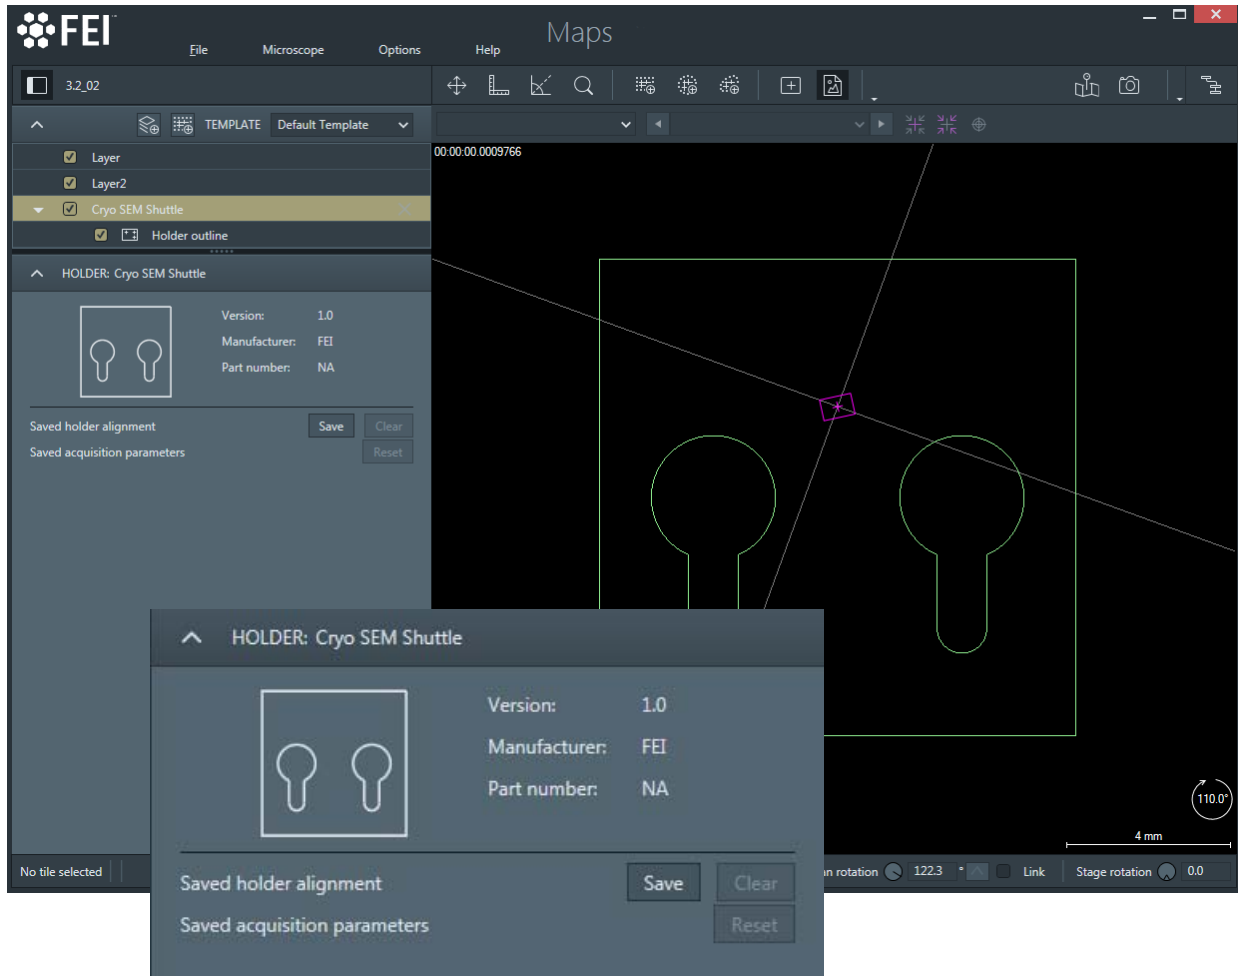 FEI
Maps
File Microscope Options Help
3.2_02
TEMPLATE Default Template
Layer
Layer2
Cryo SEM Shuttle
Holder outline
HOLDER: Cryo SEM Shuttle
Version: 1.0
Manufacturer: FEI
Part number: NA
Saved holder alignment Save Clear
Saved acquisition parameters Reset
00:00:00.0009766
110.0°
4 mm
No tile selected
n rotation 122.3 ° Link Stage rotation 0.0
HOLDER: Cryo SEM Shuttle
Version: 1.0
Manufacturer: FEI
Part number: NA
Saved holder alignment Save Clear
Saved acquisition parameters Reset